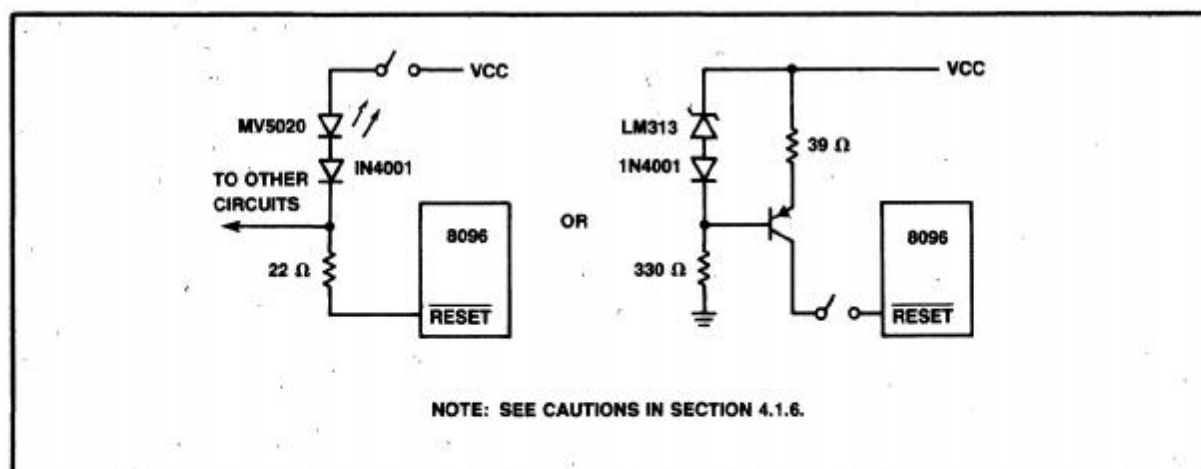 VCC
MV5020
IN4001
TO OTHER
CIRCUITS
8096
22 Ω
RESET
OR
VCC
LM313
39 Ω
1N4001
8096
330 Ω
RESET
NOTE: SEE CAUTIONS IN SECTION 4.1.6.